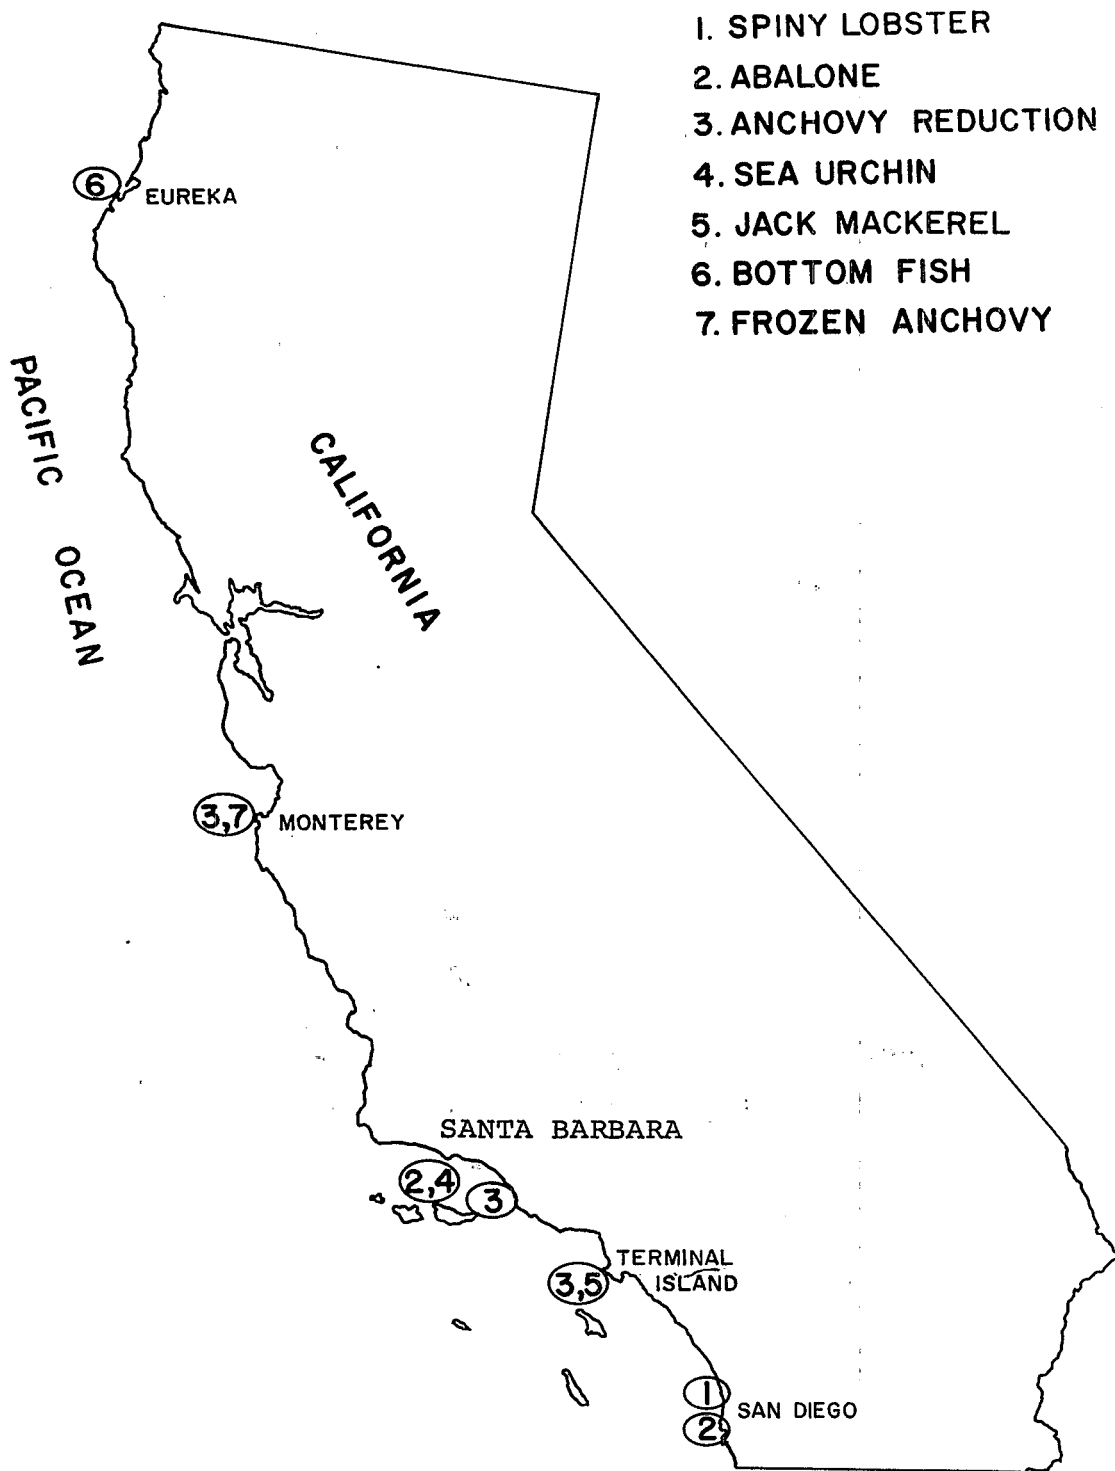 1. SPINY LOBSTER
2. ABALONE
3. ANCHOVY REDUCTION
4. SEA URCHIN
5. JACK MACKEREL
6. BOTTOM FISH
7. FROZEN ANCHOVY
6
EUREKA
PACIFIC OCEAN
CALIFORNIA
3,7
MONTEREY
SANTA BARBARA
2,4
3
TERMINAL
ISLAND
3,5
1
SAN DIEGO
2